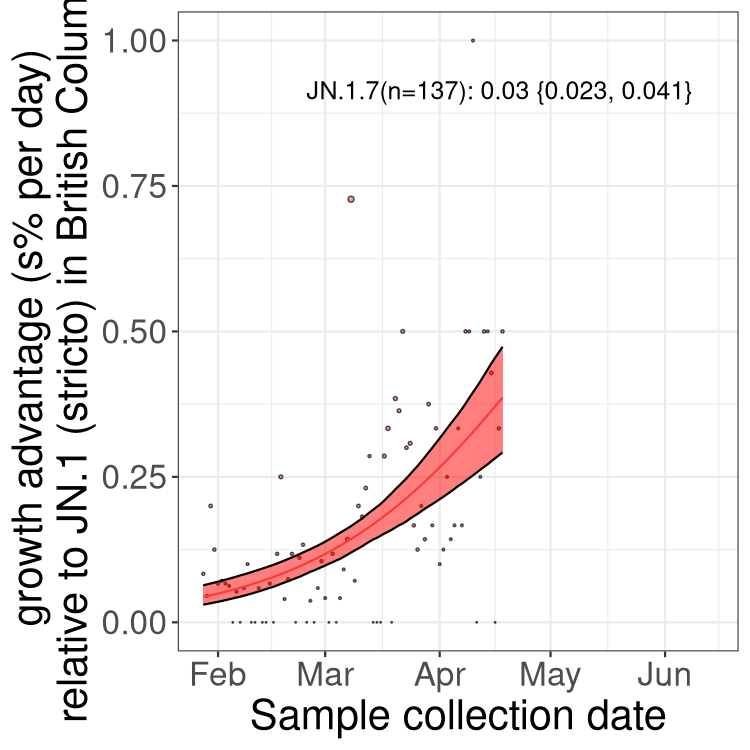 growth advantage (s% per day)
relative to JN.1 (stricto) in British Colum
1.00
0.75
0.50
0.25
0.00
JN.1.7(n=137): 0.03 {0.023, 0.041}
Feb Mar Apr May Jun
Sample collection date